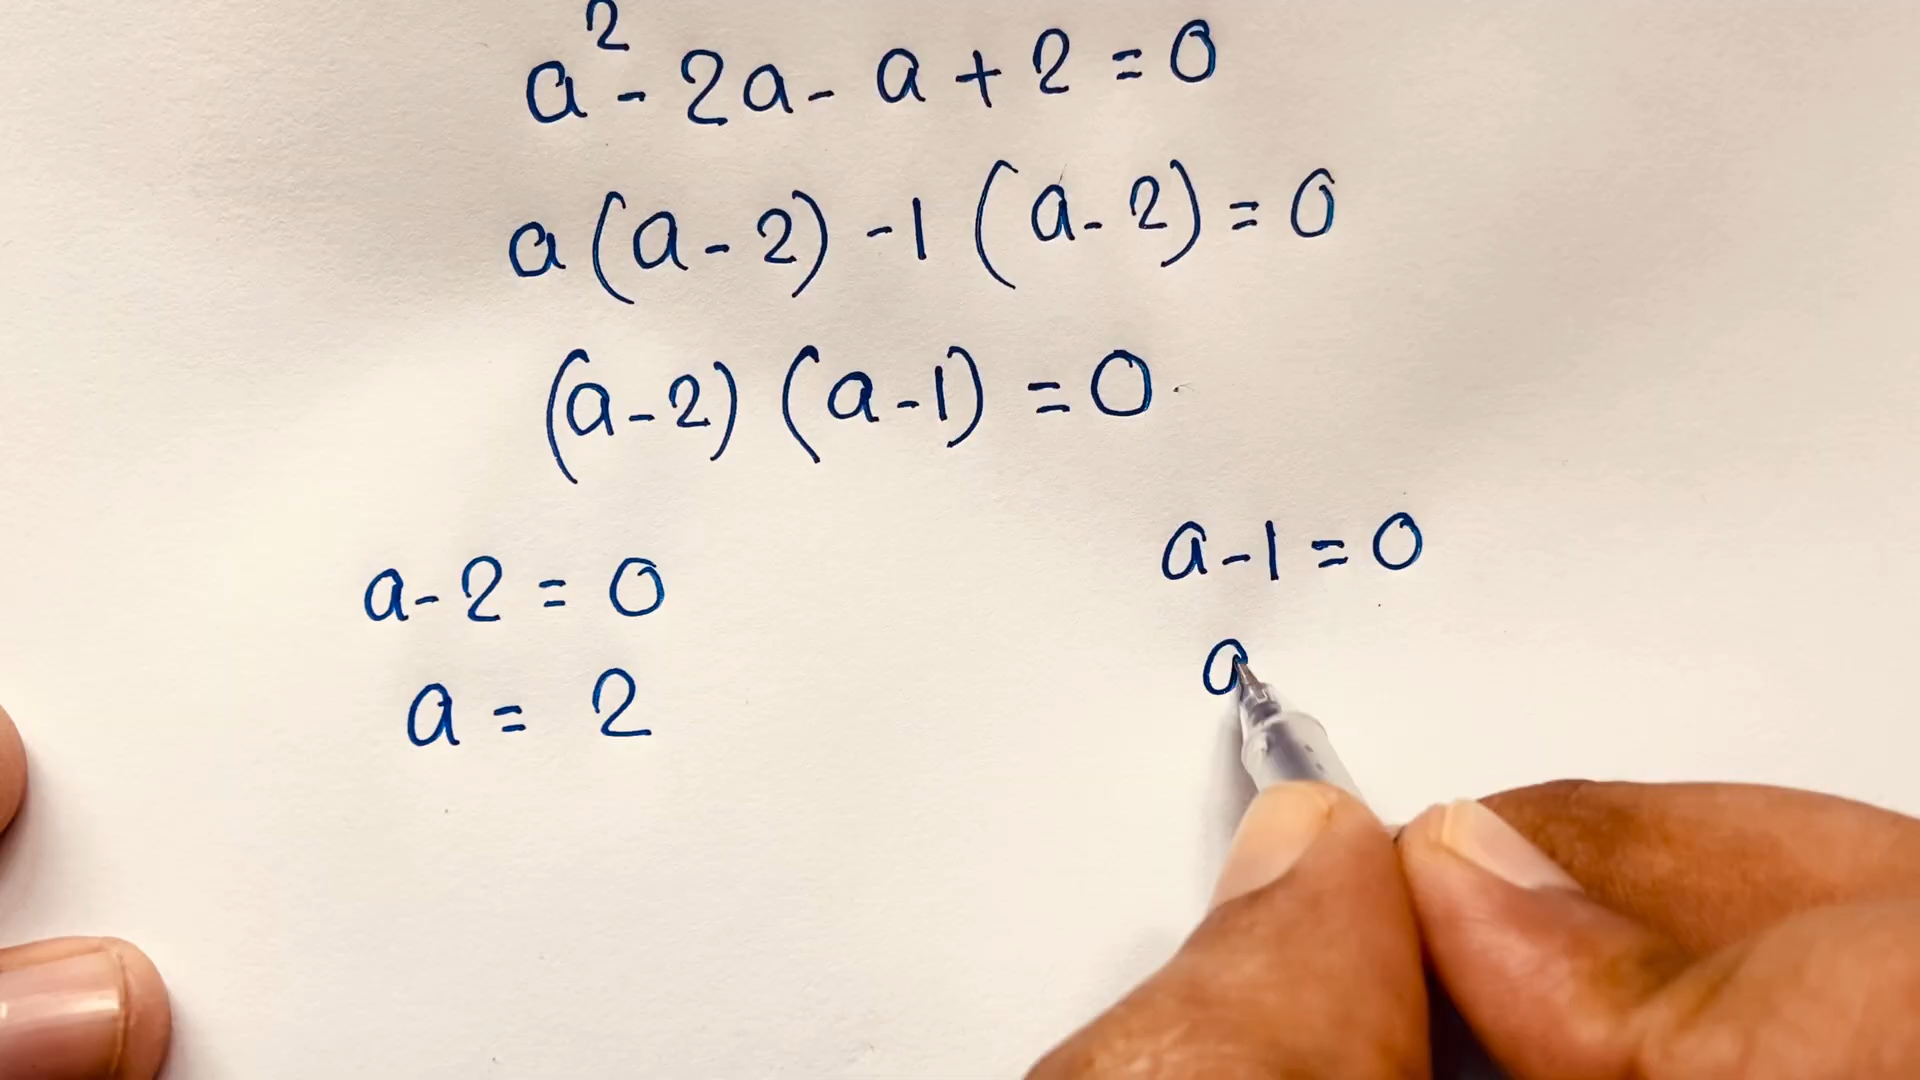 a² - 2a - a + 2 = 0
a(a-2) -1(a-2) = 0
(a-2)(a-1) = 0
a-2 = 0
a = 2
a-1 = 0
a